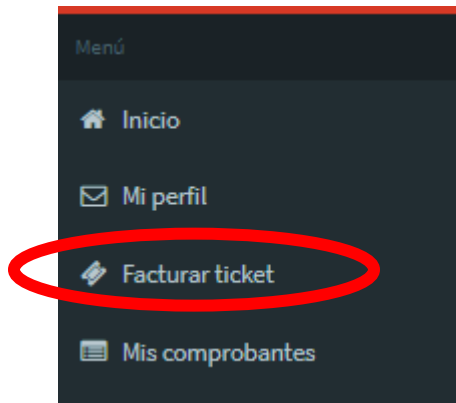 Menú
Inicio
Mi perfil
Facturar ticket
Mis comprobantes